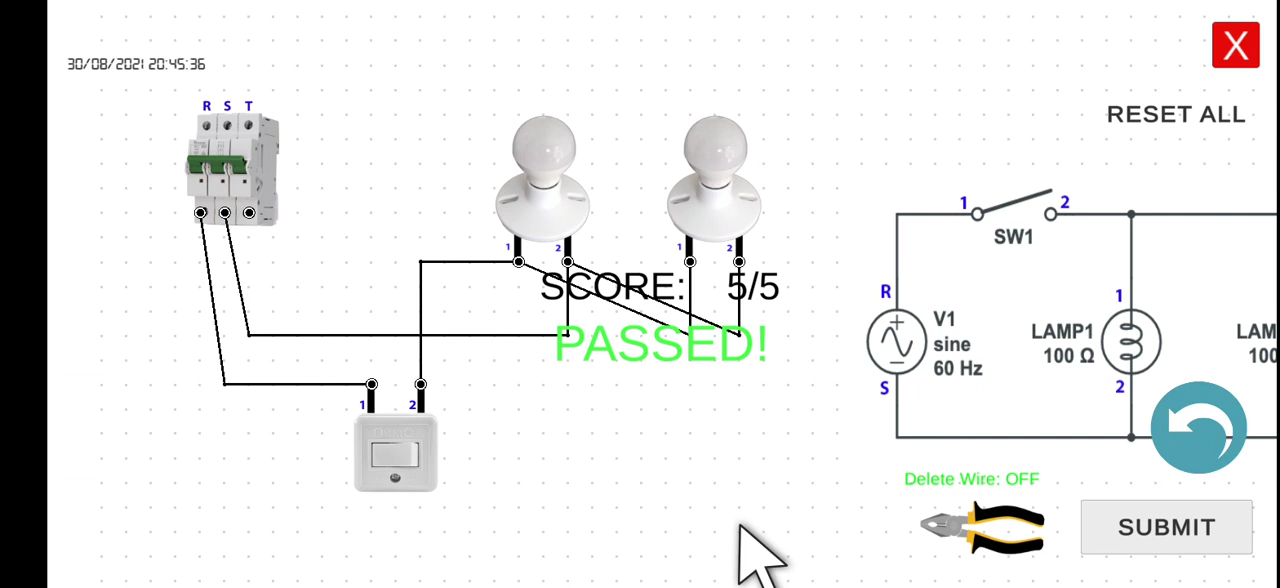 30/08/2021 20:45:36
X
RESET ALL
R S T
1 2
1 2
SCORE: 5/5
PASSED!
1 2
1 2
SW1
R
V1
sine
60 Hz
S
1
LAMP1
100 Ω
2
LAM
100
Delete Wire: OFF
SUBMIT